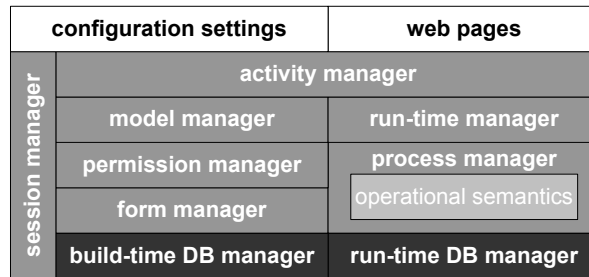 configuration settings
web pages
session manager
activity manager
model manager
run-time manager
permission manager
process manager
operational semantics
form manager
build-time DB manager
run-time DB manager